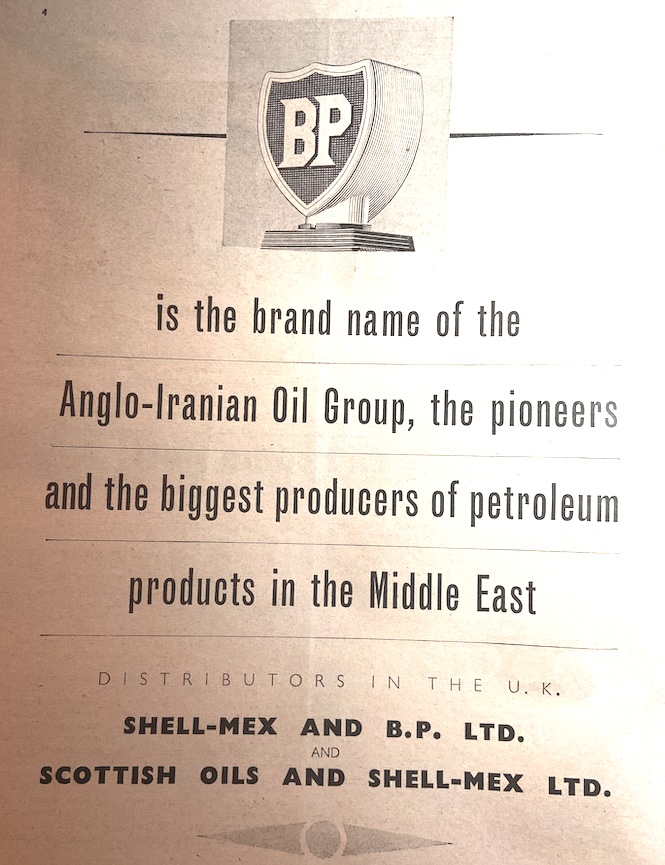 4
BP
is the brand name of the
Anglo-Iranian Oil Group, the pioneers
and the biggest producers of petroleum
products in the Middle East
DISTRIBUTORS IN THE U.K.
SHELL-MEX AND B.P. LTD.
AND
SCOTTISH OILS AND SHELL-MEX LTD.